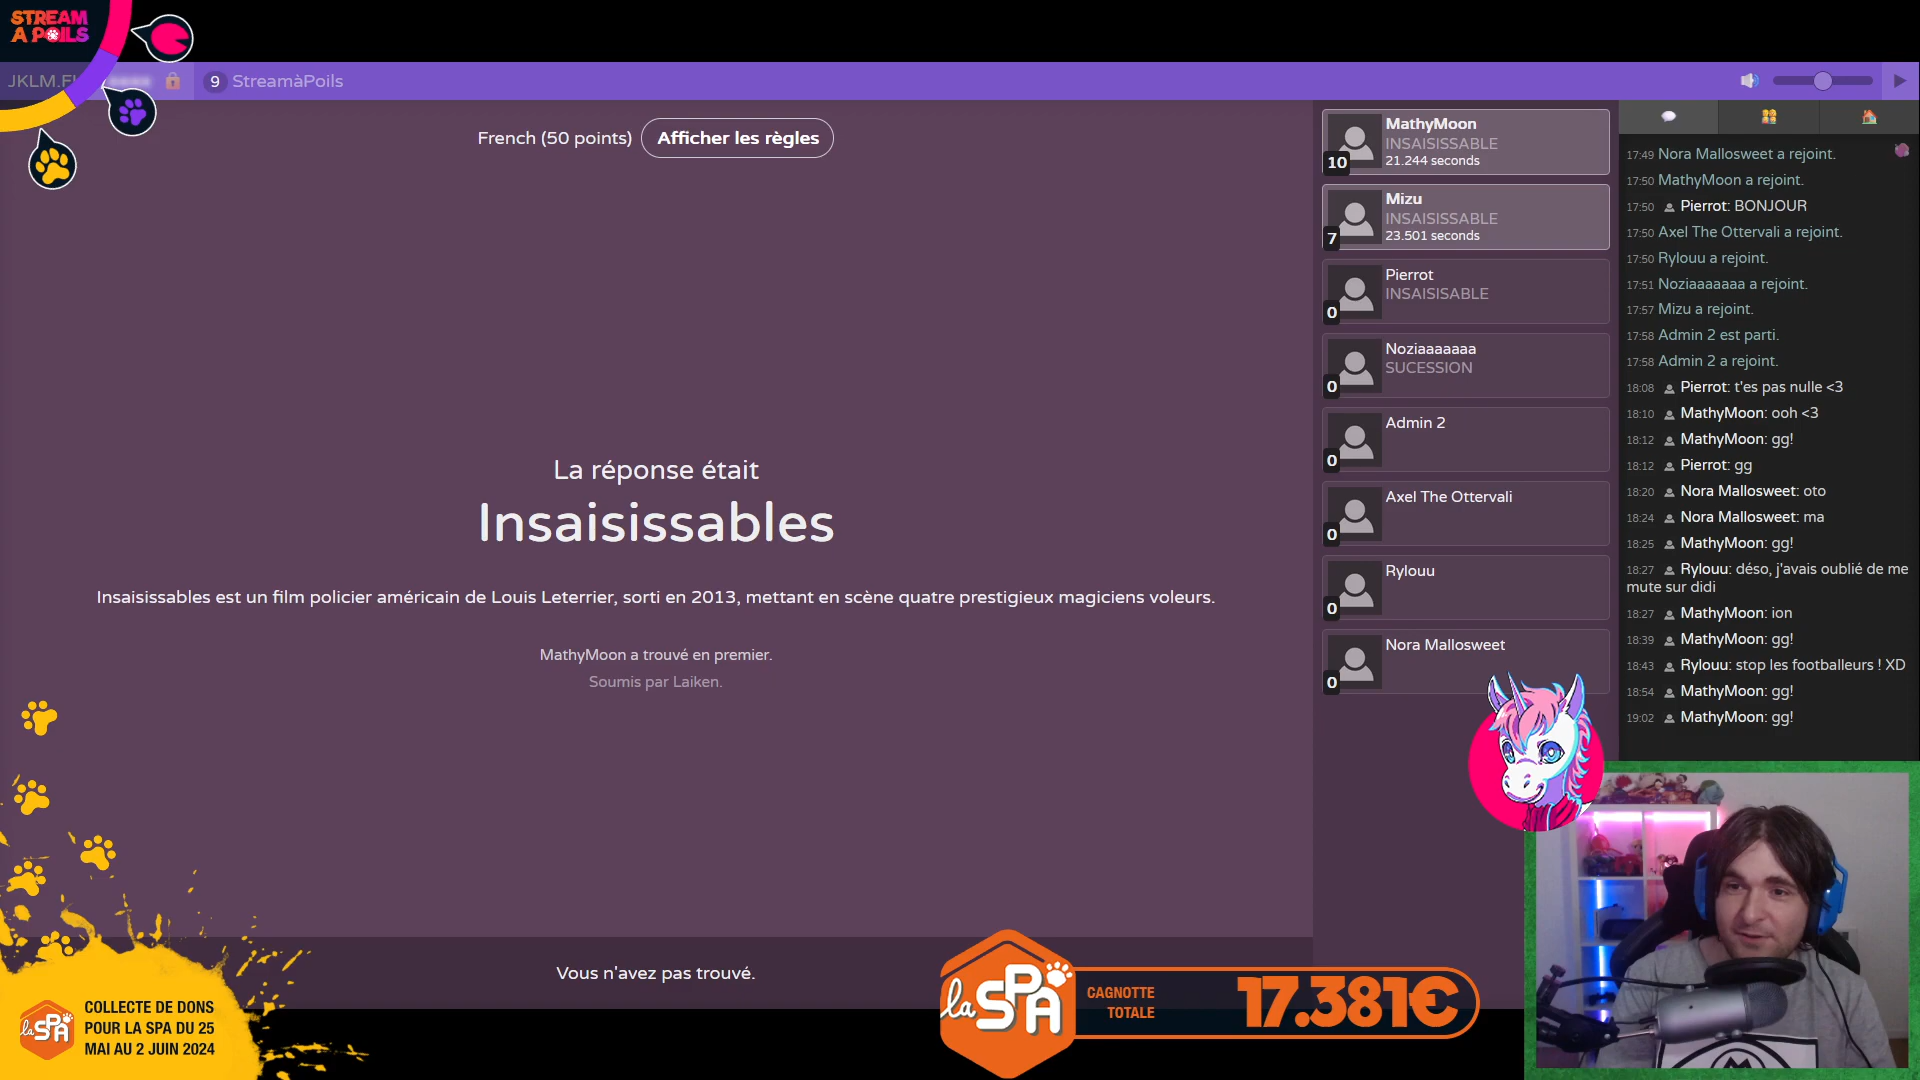 STREAM
A POILS
JKLM.F
9 StreamàPoils
French (50 points) Afficher les règles
La réponse était
Insaisissables
Insaisissables est un film policier américain de Louis Leterrier, sorti en 2013, mettant en scène quatre prestigieux magiciens voleurs.
MathyMoon a trouvé en premier.
Soumis par Laiken.
Vous n'avez pas trouvé.
MathyMoon
INSAISISSABLE
21.244 seconds
10
Mizu
INSAISISSABLE
23.501 seconds
7
Pierrot
INSAISISABLE
0
Noziaaaaaaa
SUCESSION
0
Admin 2
0
Axel The Ottervali
0
Rylouu
0
Nora Mallosweet
0
17:49 Nora Mallosweet a rejoint.
17:50 MathyMoon a rejoint.
17:50 Pierrot: BONJOUR
17:50 Axel The Ottervali a rejoint.
17:50 Rylouu a rejoint.
17:51 Noziaaaaaaa a rejoint.
17:57 Mizu a rejoint.
17:58 Admin 2 est parti.
17:58 Admin 2 a rejoint.
18:08 Pierrot: t'es pas nulle <3
18:10 MathyMoon: ooh <3
18:12 MathyMoon: gg!
18:12 Pierrot: gg
18:20 Nora Mallosweet: oto
18:24 Nora Mallosweet: ma
18:25 MathyMoon: gg!
18:27 Rylouu: déso, j'avais oublié de me
mute sur didi
18:27 MathyMoon: ion
18:39 MathyMoon: gg!
18:43 Rylouu: stop les footballeurs ! XD
18:54 MathyMoon: gg!
19:02 MathyMoon: gg!
la SPA
COLLECTE DE DONS
POUR LA SPA DU 25
MAI AU 2 JUIN 2024
la SPA
CAGNOTTE
TOTALE
17.381€